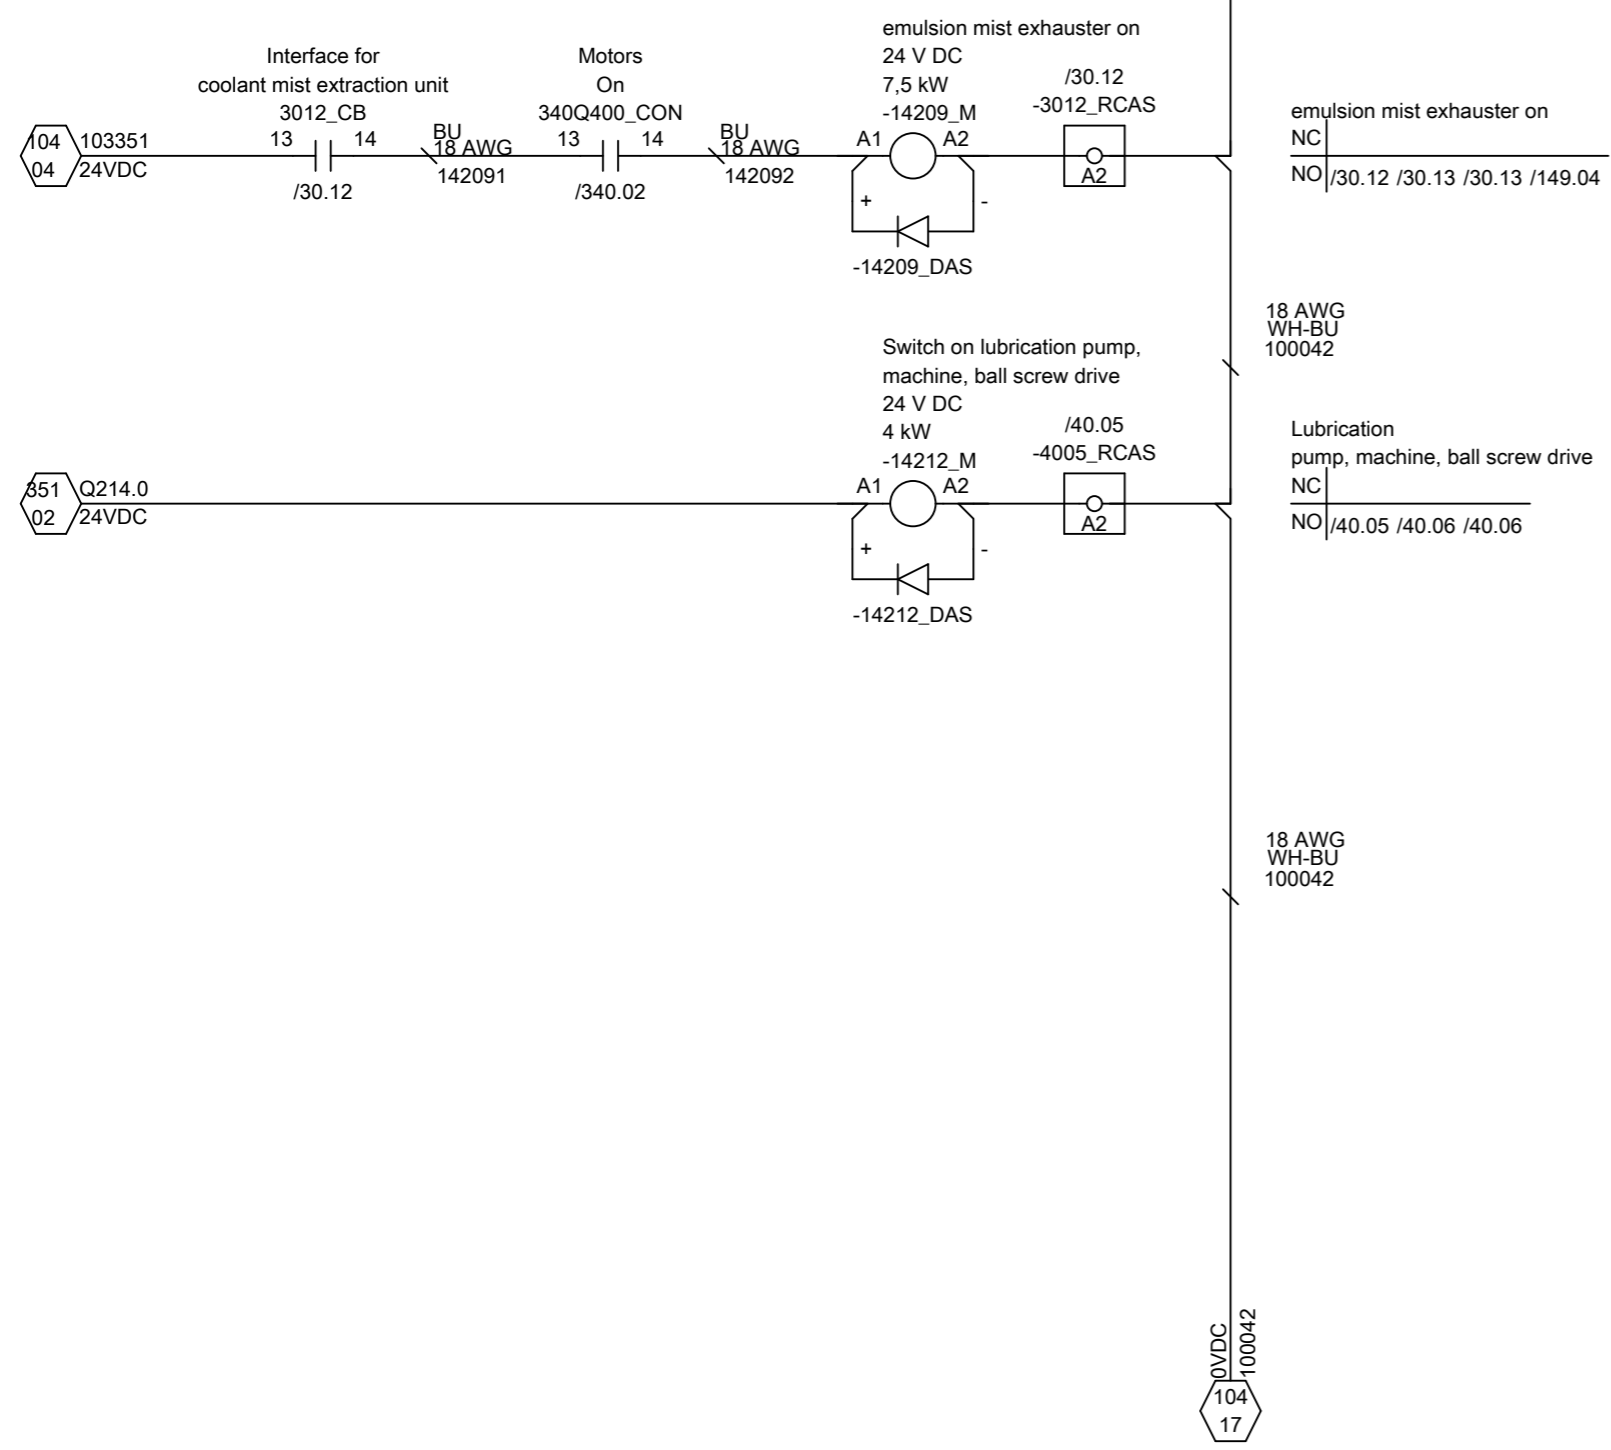 emulsion mist exhauster on
24 V DC
7,5 kW
-14209_M
Interface for
coolant mist extraction unit
3012_CB
Motors
On
340Q400_CON
/30.12
-3012_RCAS
emulsion mist exhauster on
NC
NO /30.12 /30.13 /30.13 /149.04
104
04
103351
24VDC
13 14
/30.12
BU
18 AWG
142091
13 14
/340.02
BU
18 AWG
142092
A1 A2
+ -
-14209_DAS
A2
18 AWG
WH-BU
100042
Switch on lubrication pump,
machine, ball screw drive
24 V DC
4 kW
-14212_M
/40.05
-4005_RCAS
Lubrication
pump, machine, ball screw drive
NC
NO /40.05 /40.06 /40.06
351
02
Q214.0
24VDC
A1 A2
+ -
-14212_DAS
A2
18 AWG
WH-BU
100042
0VDC
100042
104
17